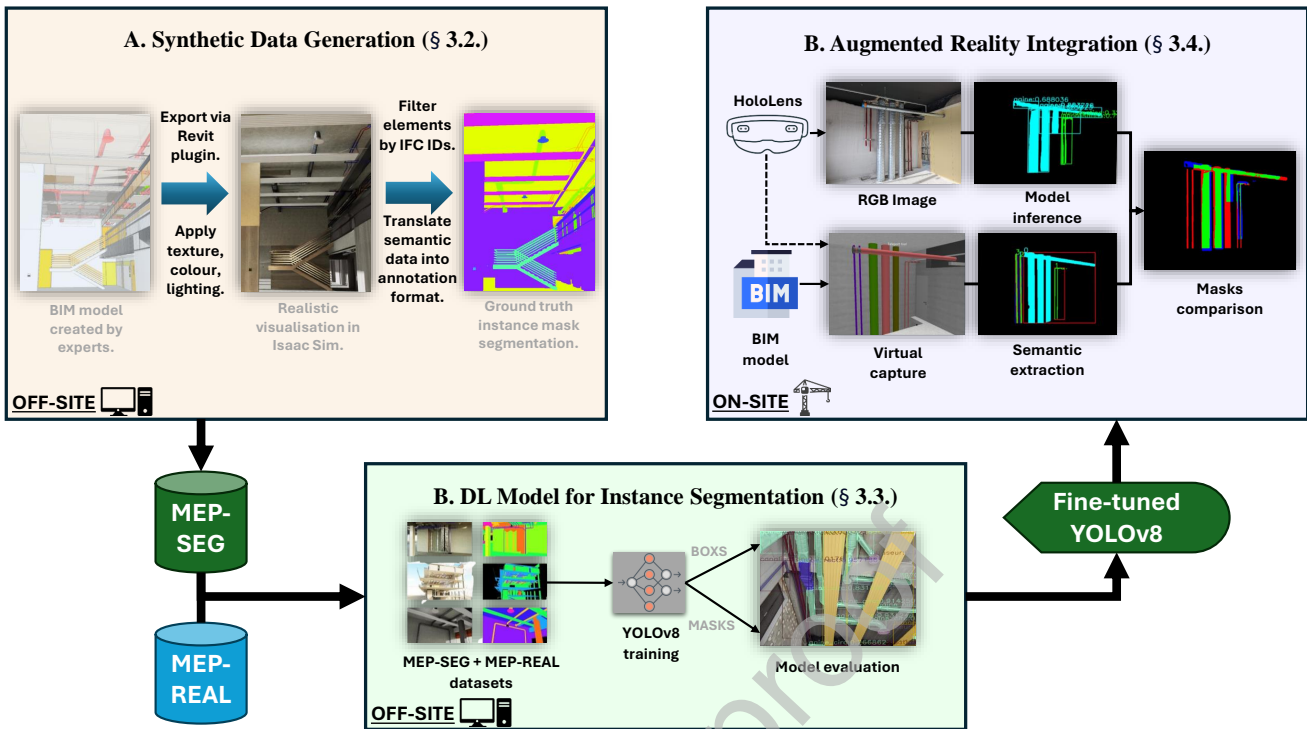 A. Synthetic Data Generation (§ 3.2.)
Export via
Revit
plugin.
Apply
texture,
colour,
lighting.
Filter
elements
by IFC IDs.
Translate
semantic
data into
annotation
format.
BIM model
created by
experts.
Realistic
visualisation in
Isaac Sim.
Ground truth
instance mask
segmentation.
OFF-SITE
B. Augmented Reality Integration (§ 3.4.)
HoloLens
RGB Image
Model
inference
BIM
BIM
model
Virtual
capture
Semantic
extraction
Masks
comparison
ON-SITE
MEP-
SEG
MEP-
REAL
B. DL Model for Instance Segmentation (§ 3.3.)
BOXS
MASKS
YOLOv8
training
MEP-SEG + MEP-REAL
datasets
Model evaluation
OFF-SITE
Fine-tuned
YOLOv8
proof